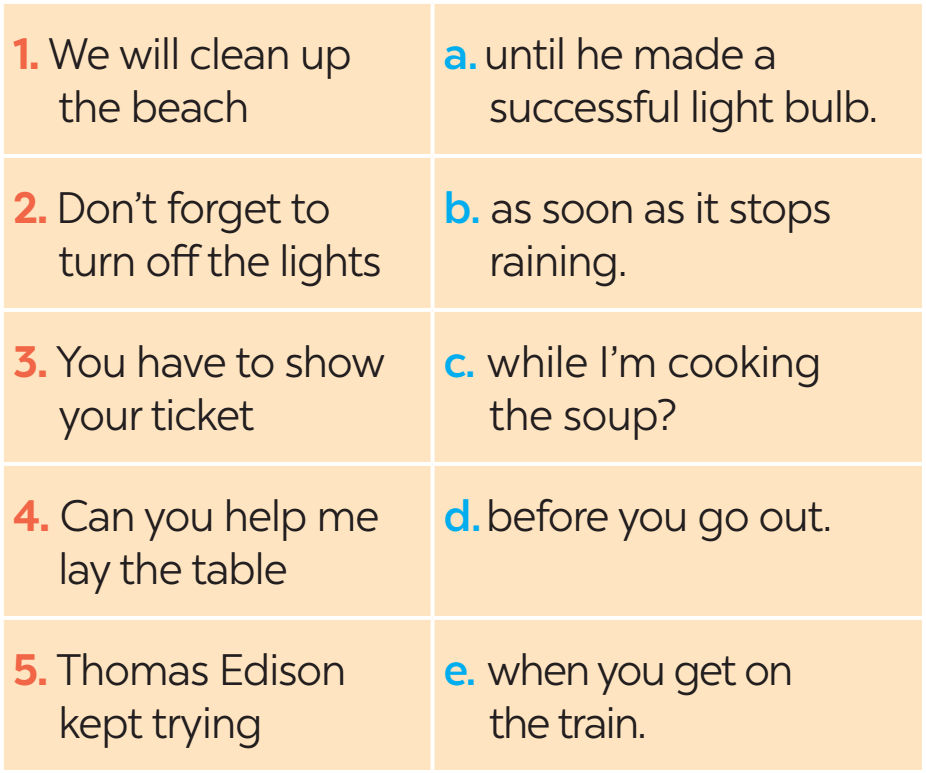 1. We will clean up
the beach
a. until he made a
successful light bulb.
2. Don't forget to
turn off the lights
b. as soon as it stops
raining.
3. You have to show
your ticket
c. while I'm cooking
the soup?
4. Can you help me
lay the table
d. before you go out.
5. Thomas Edison
kept trying
e. when you get on
the train.